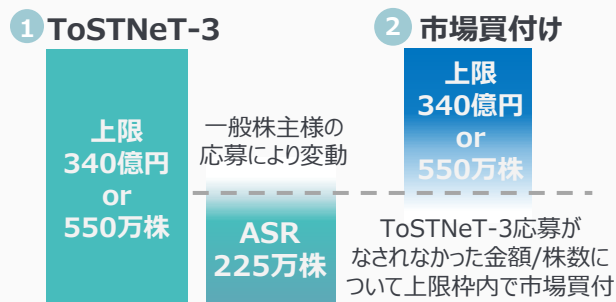 1 ToSTNeT-3
上限
340億円
or
550万株
一般株主様の
応募により変動
ASR
225万株
2 市場買付け
上限
340億円
or
550万株
ToSTNeT-3応募が
なされなかった金額/株数に
ついて上限枠内で市場買付